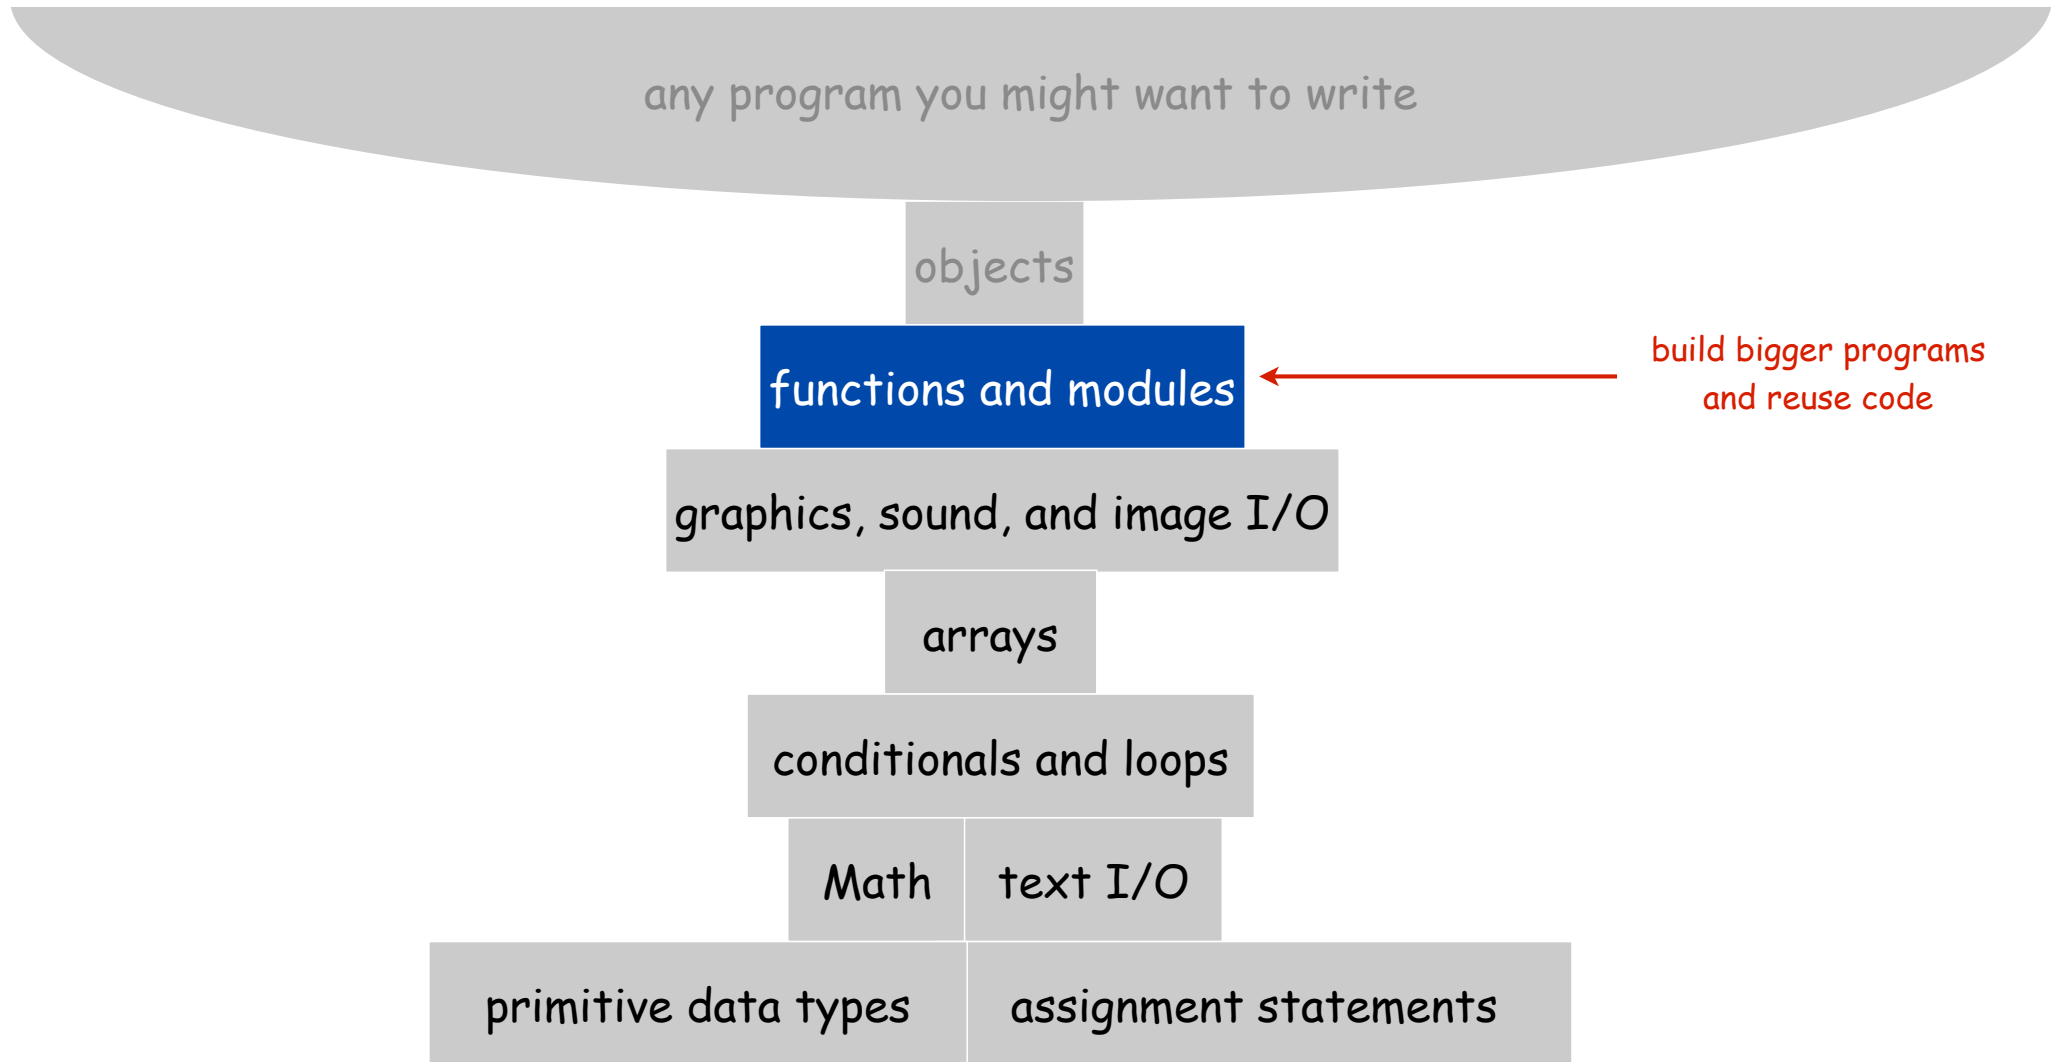 any program you might want to write
objects
functions and modules
build bigger programs
and reuse code
graphics, sound, and image I/O
arrays
conditionals and loops
Math
text I/O
primitive data types
assignment statements